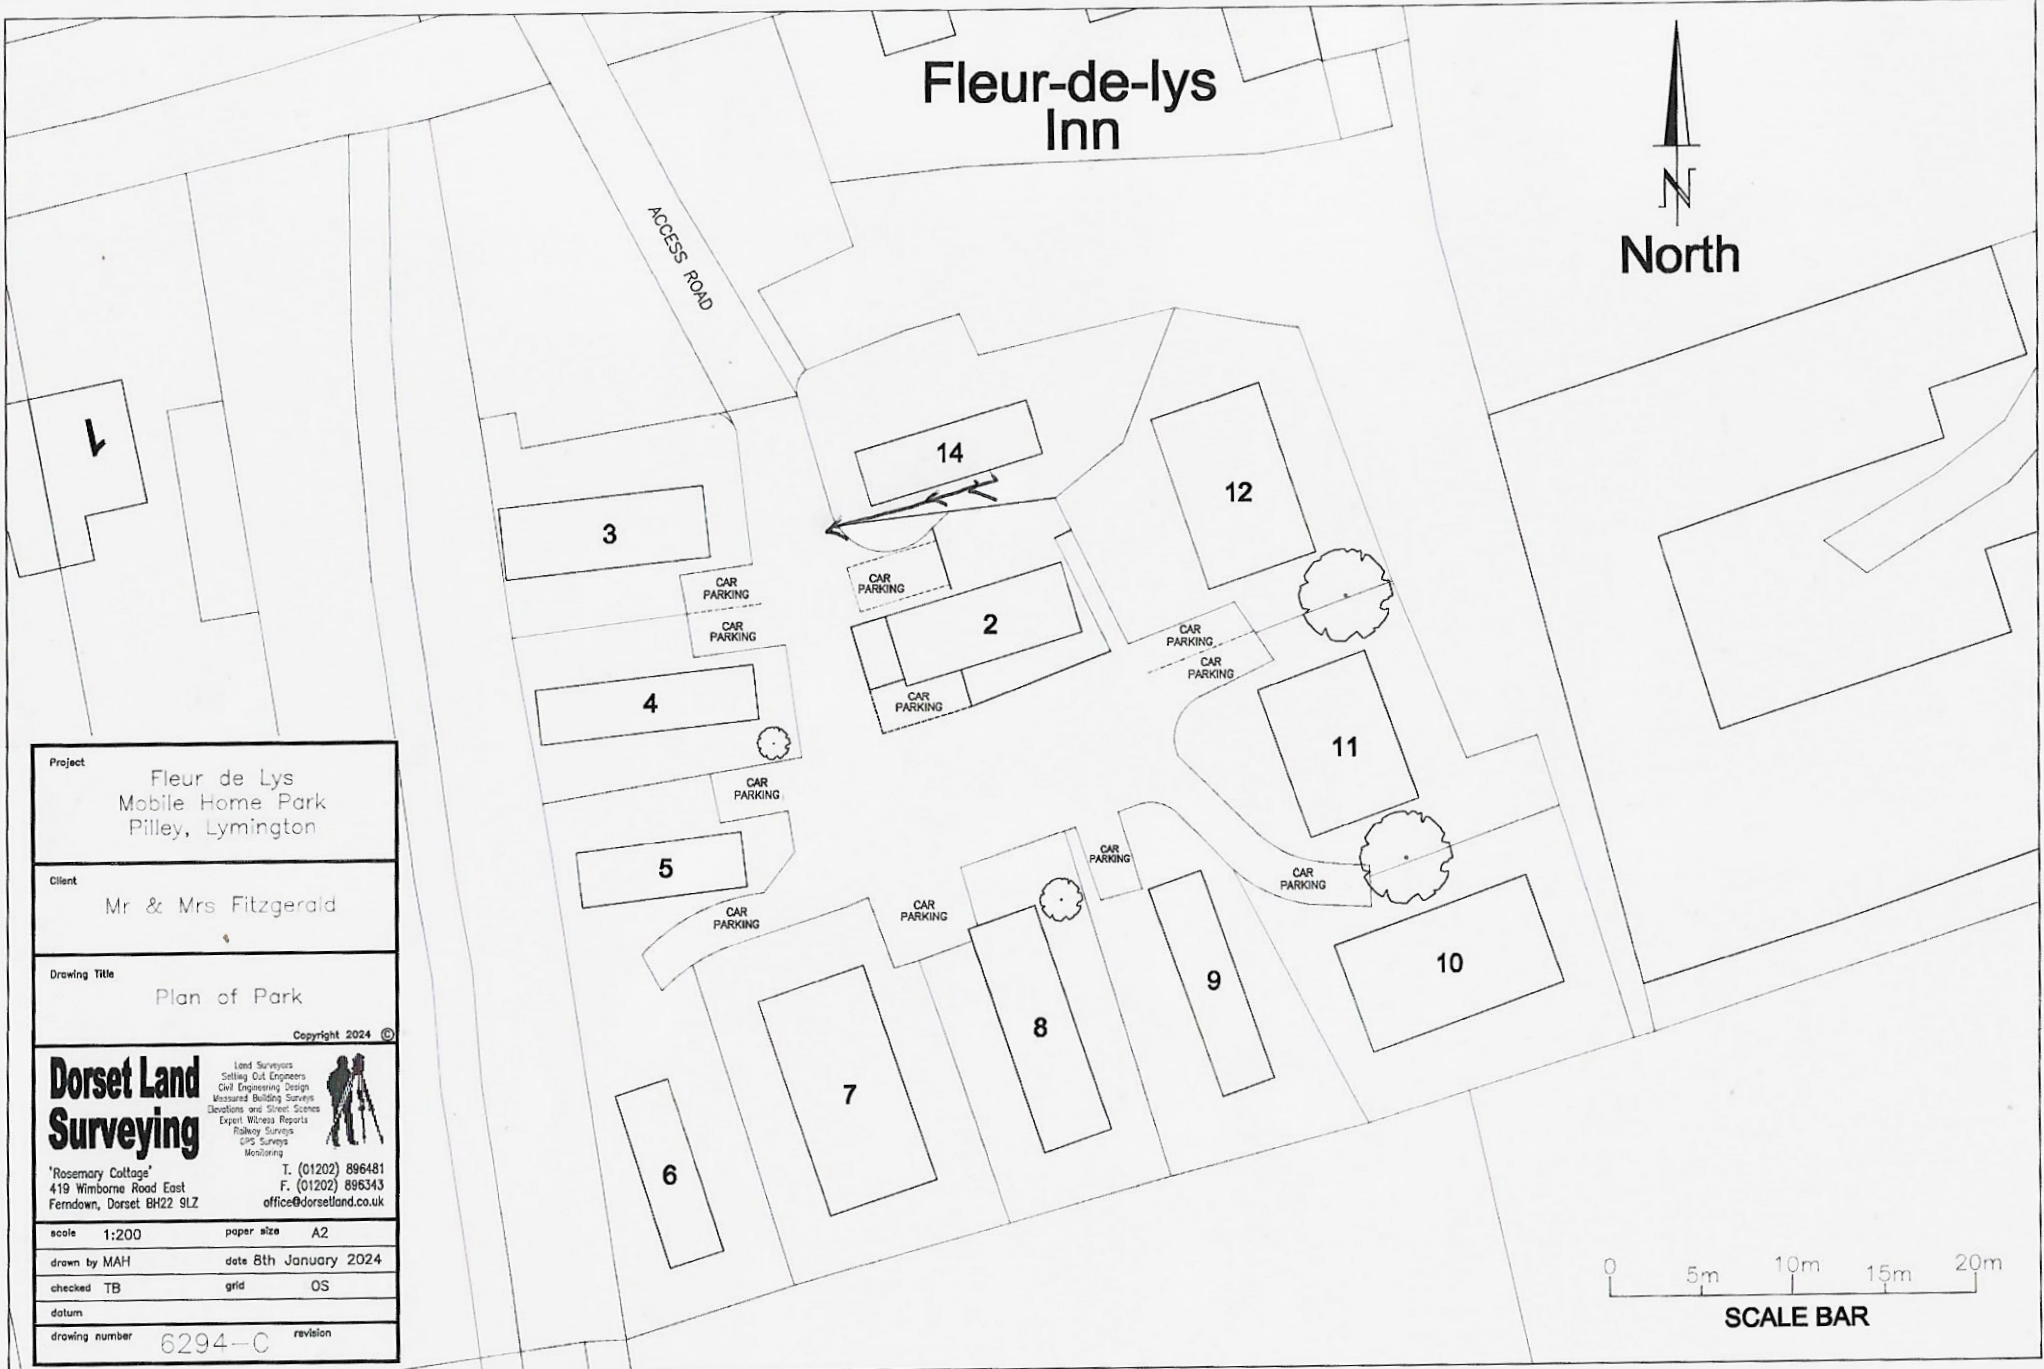 Fleur-de-lys
Inn
N
North
ACCESS ROAD
1
14
12
3
CAR
PARKING
CAR
PARKING
CAR
PARKING
2
CAR
PARKING
CAR
PARKING
CAR
PARKING
4
11
CAR
PARKING
5
CAR
PARKING
CAR
PARKING
CAR
PARKING
CAR
PARKING
10
9
8
7
6
Project
Fleur de Lys
Mobile Home Park
Pilley, Lymington
Client
Mr & Mrs Fitzgerald
Drawing Title
Plan of Park
Copyright 2024 ©
Dorset Land
Surveying
Land Surveyors
Setting Out Engineers
Civil Engineering Design
Measured Building Surveys
Elevations and Street Scenes
Expert Witness Reports
Railway Surveys
GPS Surveys
Monitoring
'Rosemary Cottage'
419 Wimborne Road East
Ferndown, Dorset BH22 9LZ
T. (01202) 896481
F. (01202) 896343
office@dorsetland.co.uk
scale 1:200 paper size A2
drawn by MAH date 8th January 2024
checked TB grid OS
datum
drawing number 6294-C revision
0 5m 10m 15m 20m
SCALE BAR